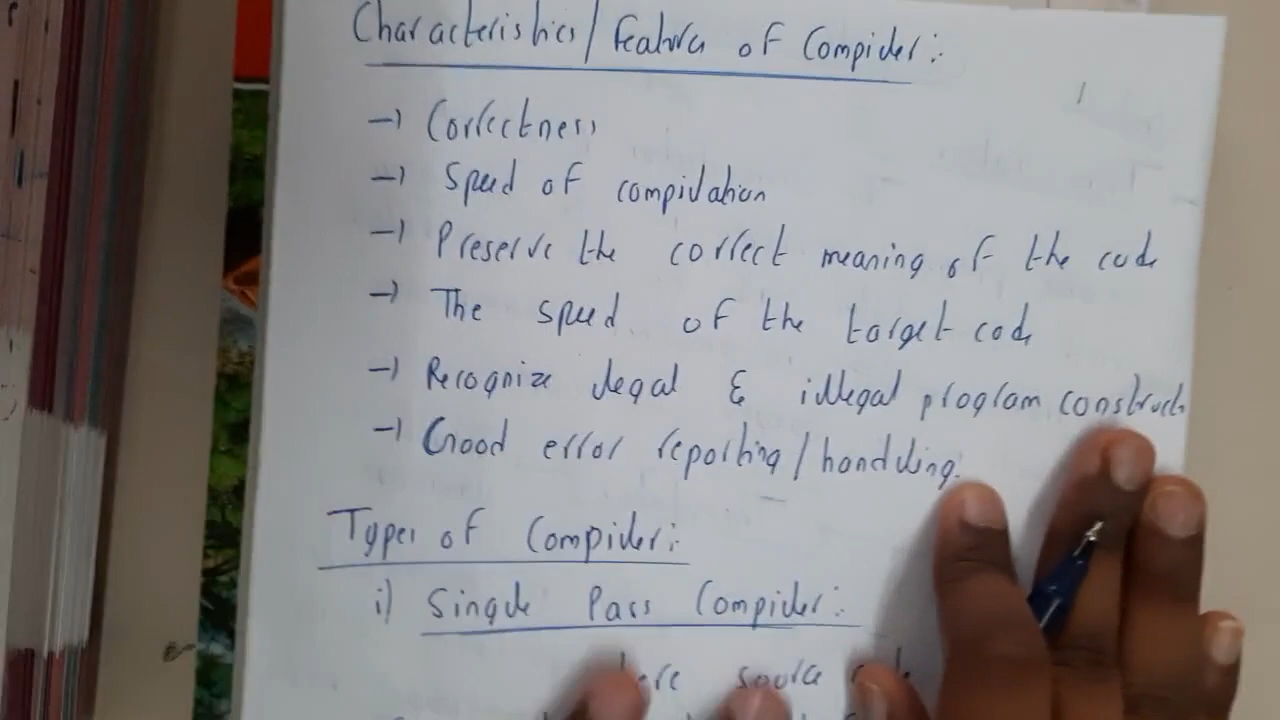 Characteristics/Features of Compiler:
→ Correctness
→ Speed of compilation
→ Preserve the correct meaning of the code
→ The speed of the target code
→ Recognize legal & illegal program constructs
→ Good error reporting/handling.
Types of Compiler:
i) Single Pass Compiler:
source